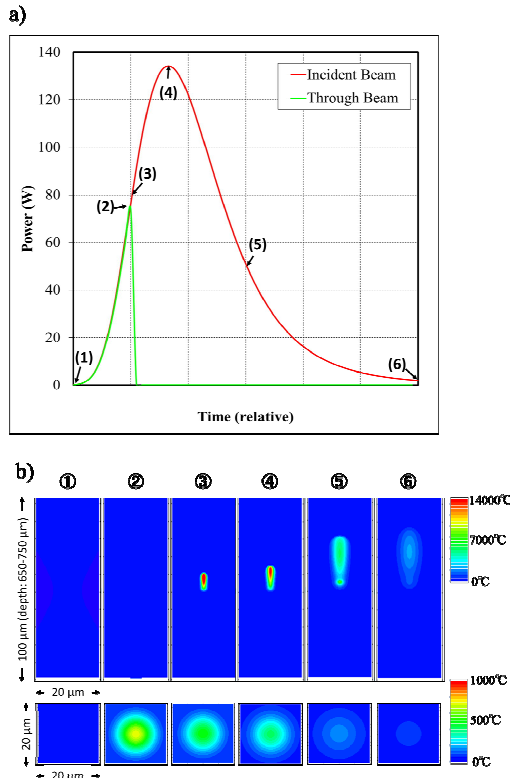 a)
140
120
100
80
60
40
20
0
Power (W)
Incident Beam
Through Beam
(1)
(2)
(3)
(4)
(5)
(6)
Time (relative)
b)
① ② ③ ④ ⑤ ⑥
100 μm (depth: 650-750 μm)
14000℃
7000℃
0℃
20 μm
20 μm
1000℃
500℃
0℃
20 μm